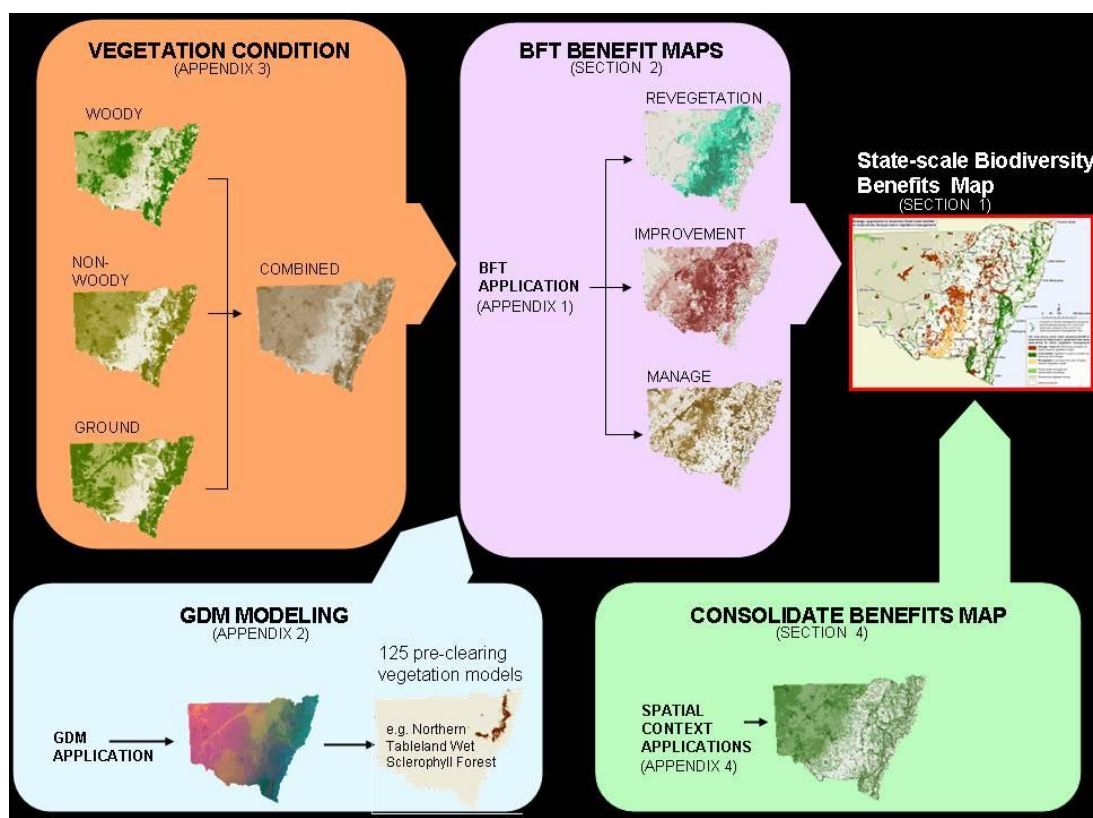 VEGETATION CONDITION
(APPENDIX 3)
WOODY
NON-
WOODY
COMBINED
GROUND
BFT BENEFIT MAPS
(SECTION 2)
REVEGETATION
IMPROVEMENT
BFT
APPLICATION
(APPENDIX 1)
MANAGE
State-scale Biodiversity
Benefits Map
(SECTION 1)
GDM MODELING
(APPENDIX 2)
125 pre-clearing
vegetation models
GDM
APPLICATION
e.g. Northern
Tableland Wet
Sclerophyll Forest
CONSOLIDATE BENEFITS MAP
(SECTION 4)
SPATIAL
CONTEXT
APPLICATIONS
(APPENDIX 4)